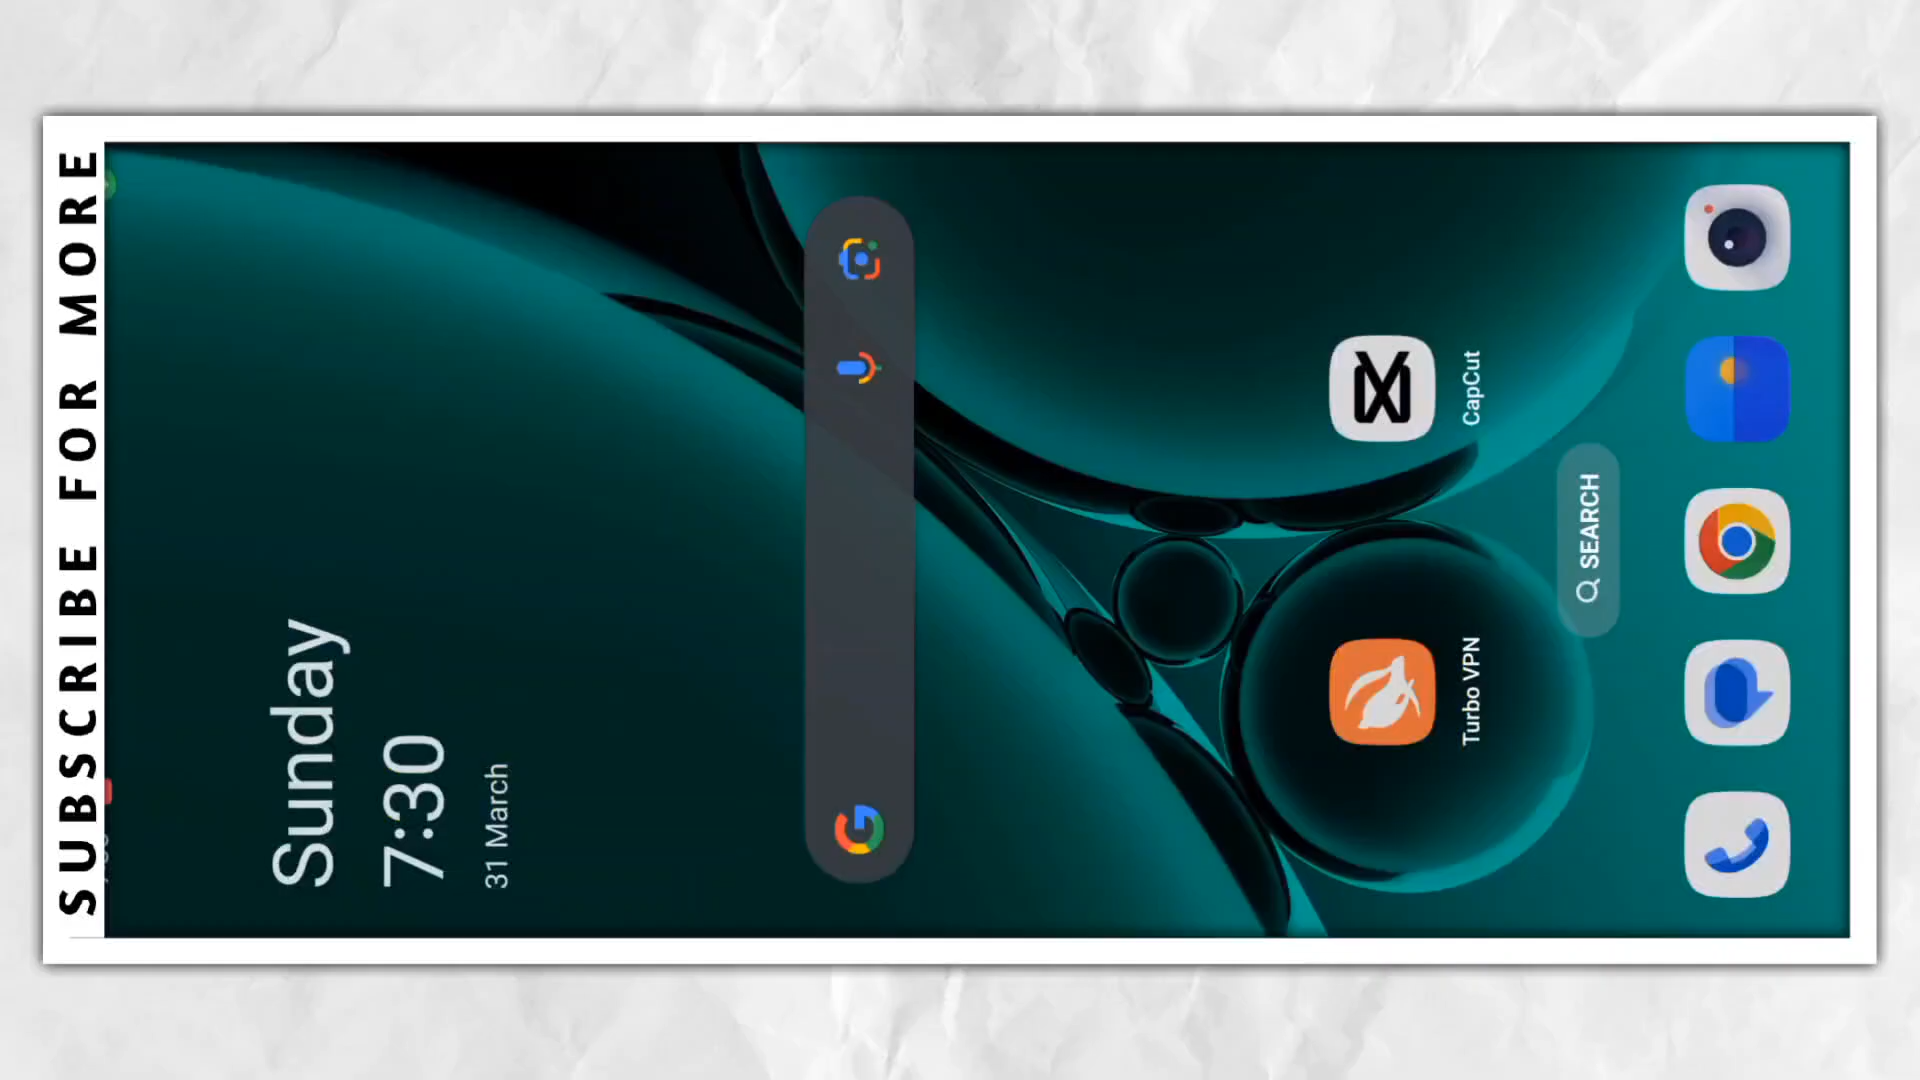 SUBSCRIBE FOR MORE
Sunday
7:30
31 March
CapCut
Turbo VPN
SEARCH